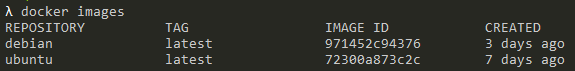 λ docker images
REPOSITORY TAG IMAGE ID CREATED
debian latest 971452c94376 3 days ago
ubuntu latest 72300a873c2c 7 days ago